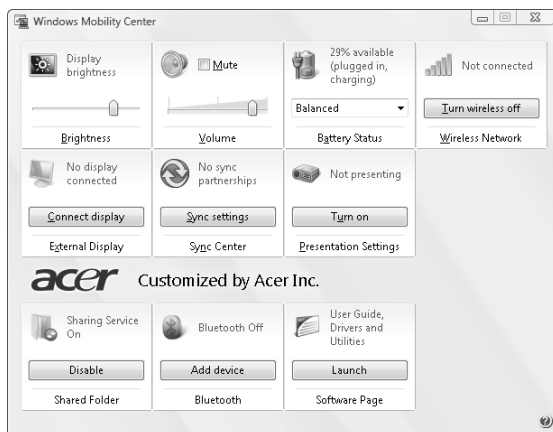 Windows Mobility Center
Display
brightness
Brightness
Mute
Volume
29% available
(plugged in,
charging)
Balanced
Battery Status
Not connected
Turn wireless off
Wireless Network
No display
connected
Connect display
External Display
No sync
partnerships
Sync settings
Sync Center
Not presenting
Turn on
Presentation Settings
acer Customized by Acer Inc.
Sharing Service
On
Disable
Shared Folder
Bluetooth Off
Add device
Bluetooth
User Guide,
Drivers and
Utilities
Launch
Software Page